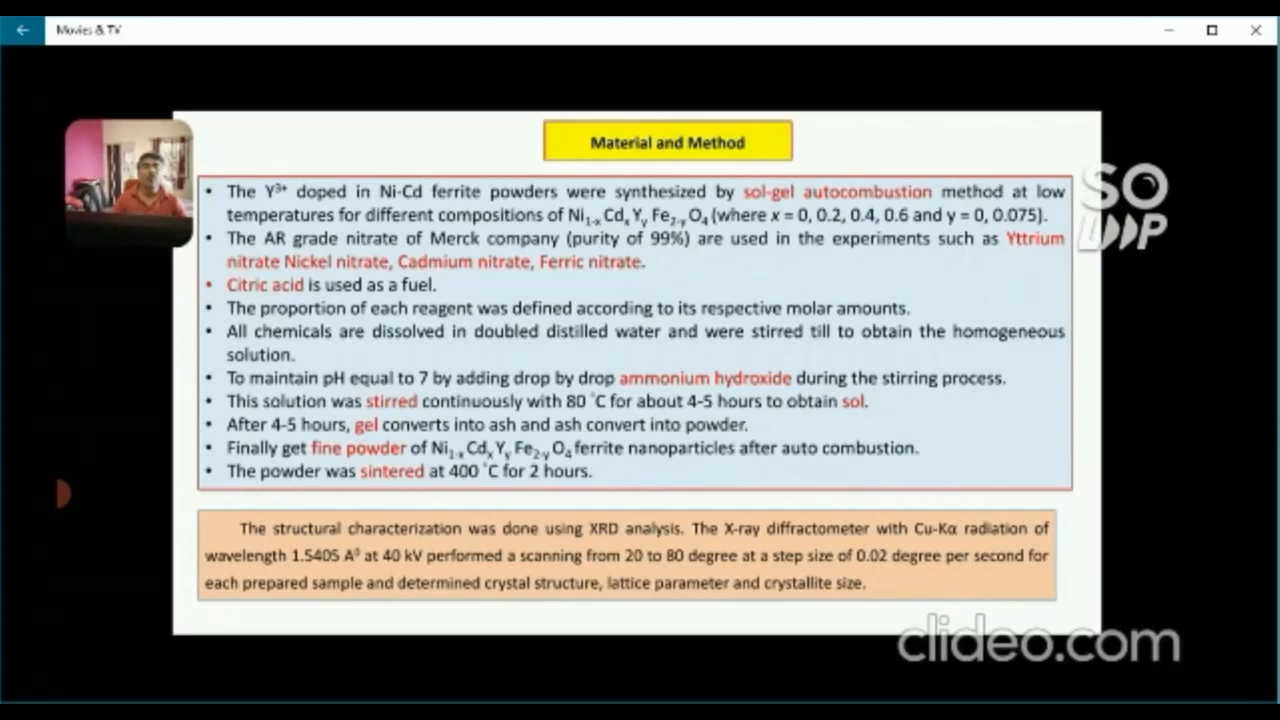 Movies & TV
Material and Method
• The Y³⁺ doped in Ni-Cd ferrite powders were synthesized by sol-gel autocombustion method at low
temperatures for different compositions of Ni₁₋ₓCdₓYᵧFe₂₋ᵧO₄ (where x = 0, 0.2, 0.4, 0.6 and y = 0, 0.075).
• The AR grade nitrate of Merck company (purity of 99%) are used in the experiments such as Yttrium
nitrate Nickel nitrate, Cadmium nitrate, Ferric nitrate.
• Citric acid is used as a fuel.
• The proportion of each reagent was defined according to its respective molar amounts.
• All chemicals are dissolved in doubled distilled water and were stirred till to obtain the homogeneous
solution.
• To maintain pH equal to 7 by adding drop by drop ammonium hydroxide during the stirring process.
• This solution was stirred continuously with 80 °C for about 4-5 hours to obtain sol.
• After 4-5 hours, gel converts into ash and ash convert into powder.
• Finally get fine powder of Ni₁₋ₓCdₓYᵧFe₂₋ᵧO₄ ferrite nanoparticles after auto combustion.
• The powder was sintered at 400 °C for 2 hours.
The structural characterization was done using XRD analysis. The X-ray diffractometer with Cu-Kα radiation of
wavelength 1.5405 A⁰ at 40 kV performed a scanning from 20 to 80 degree at a step size of 0.02 degree per second for
each prepared sample and determined crystal structure, lattice parameter and crystallite size.
SO
LOOP
clideo.com